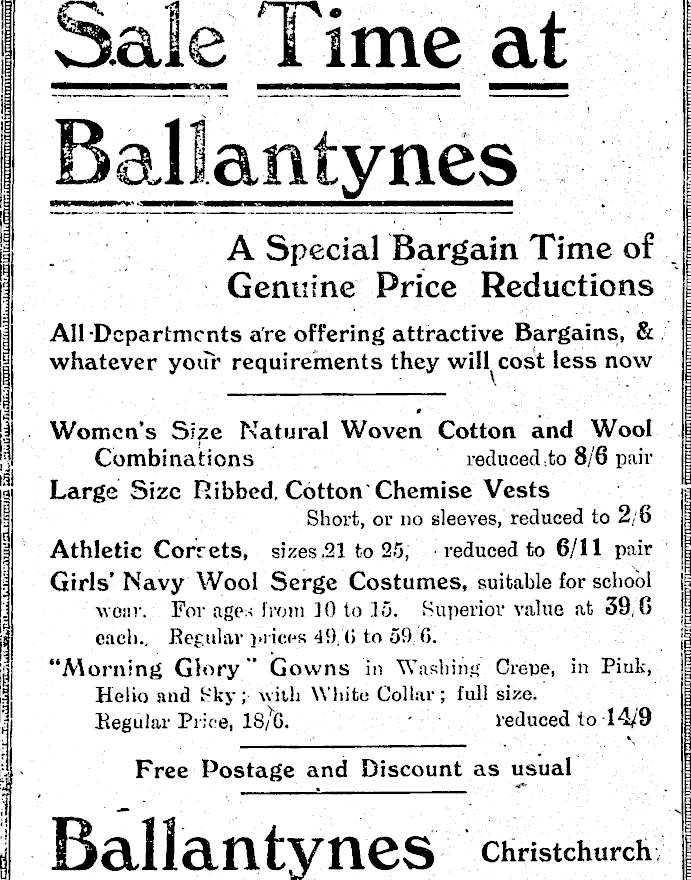 Sale Time at
Ballantynes
A Special Bargain Time of
Genuine Price Reductions
All Departments are offering attractive Bargains, &
whatever your requirements they will cost less now
Women's Size Natural Woven Cotton and Wool
Combinations reduced to 8/6 pair
Large Size Ribbed Cotton Chemise Vests
Short, or no sleeves, reduced to 2/6
Athletic Corsets, sizes 21 to 25, reduced to 6/11 pair
Girls' Navy Wool Serge Costumes, suitable for school
wear. For ages from 10 to 15. Superior value at 39/6
each. Regular prices 49/6 to 59/6.
"Morning Glory" Gowns in Washing Crepe, in Pink,
Helio and Sky; with White Collar; full size.
Regular Price, 18/6. reduced to 14/9
Free Postage and Discount as usual
Ballantynes Christchurch